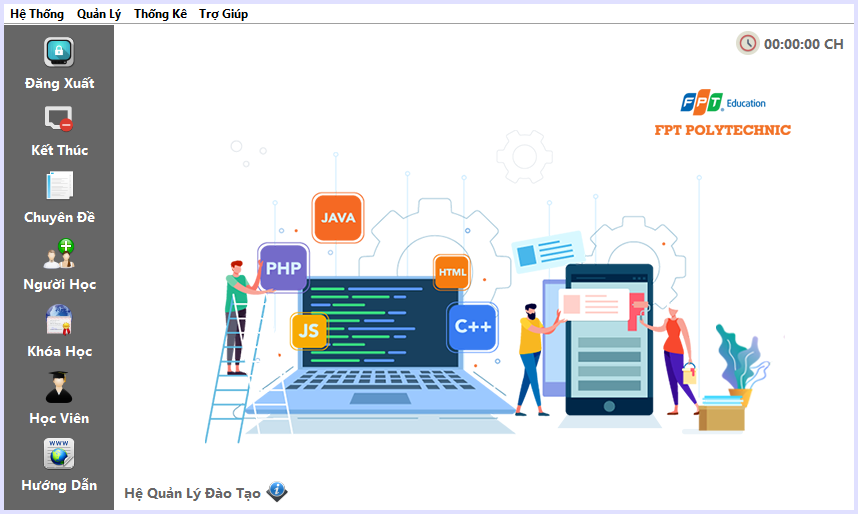 Hệ Thống Quản Lý Thống Kê Trợ Giúp
00:00:00 CH
Đăng Xuất
Kết Thúc
Chuyên Đề
Người Học
Khóa Học
Học Viên
WWW
Hướng Dẫn
FPT Education
FPT POLYTECHNIC
JAVA
PHP
HTML
JS
C++
Hệ Quản Lý Đào Tạo